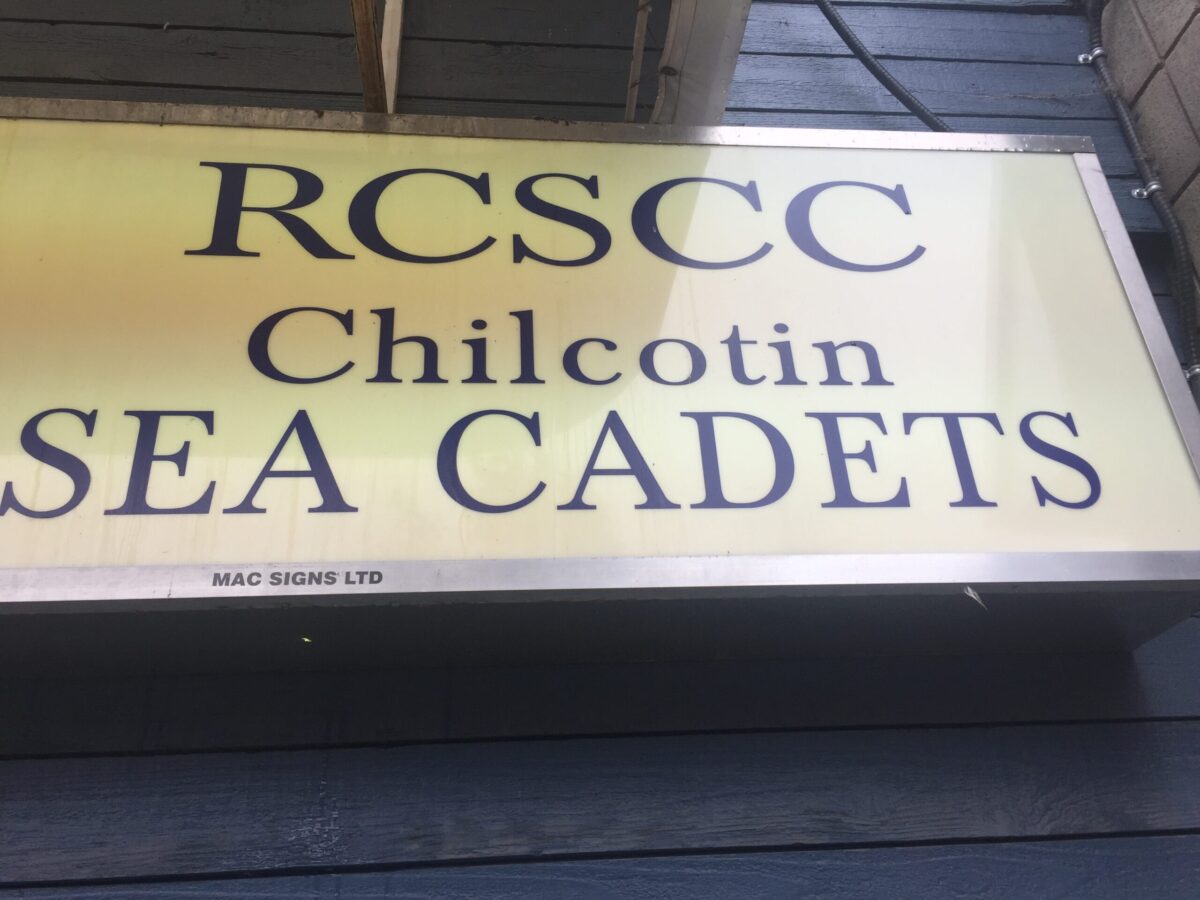 RCSCC
Chilcotin
SEA CADETS
MAC SIGNS LTD